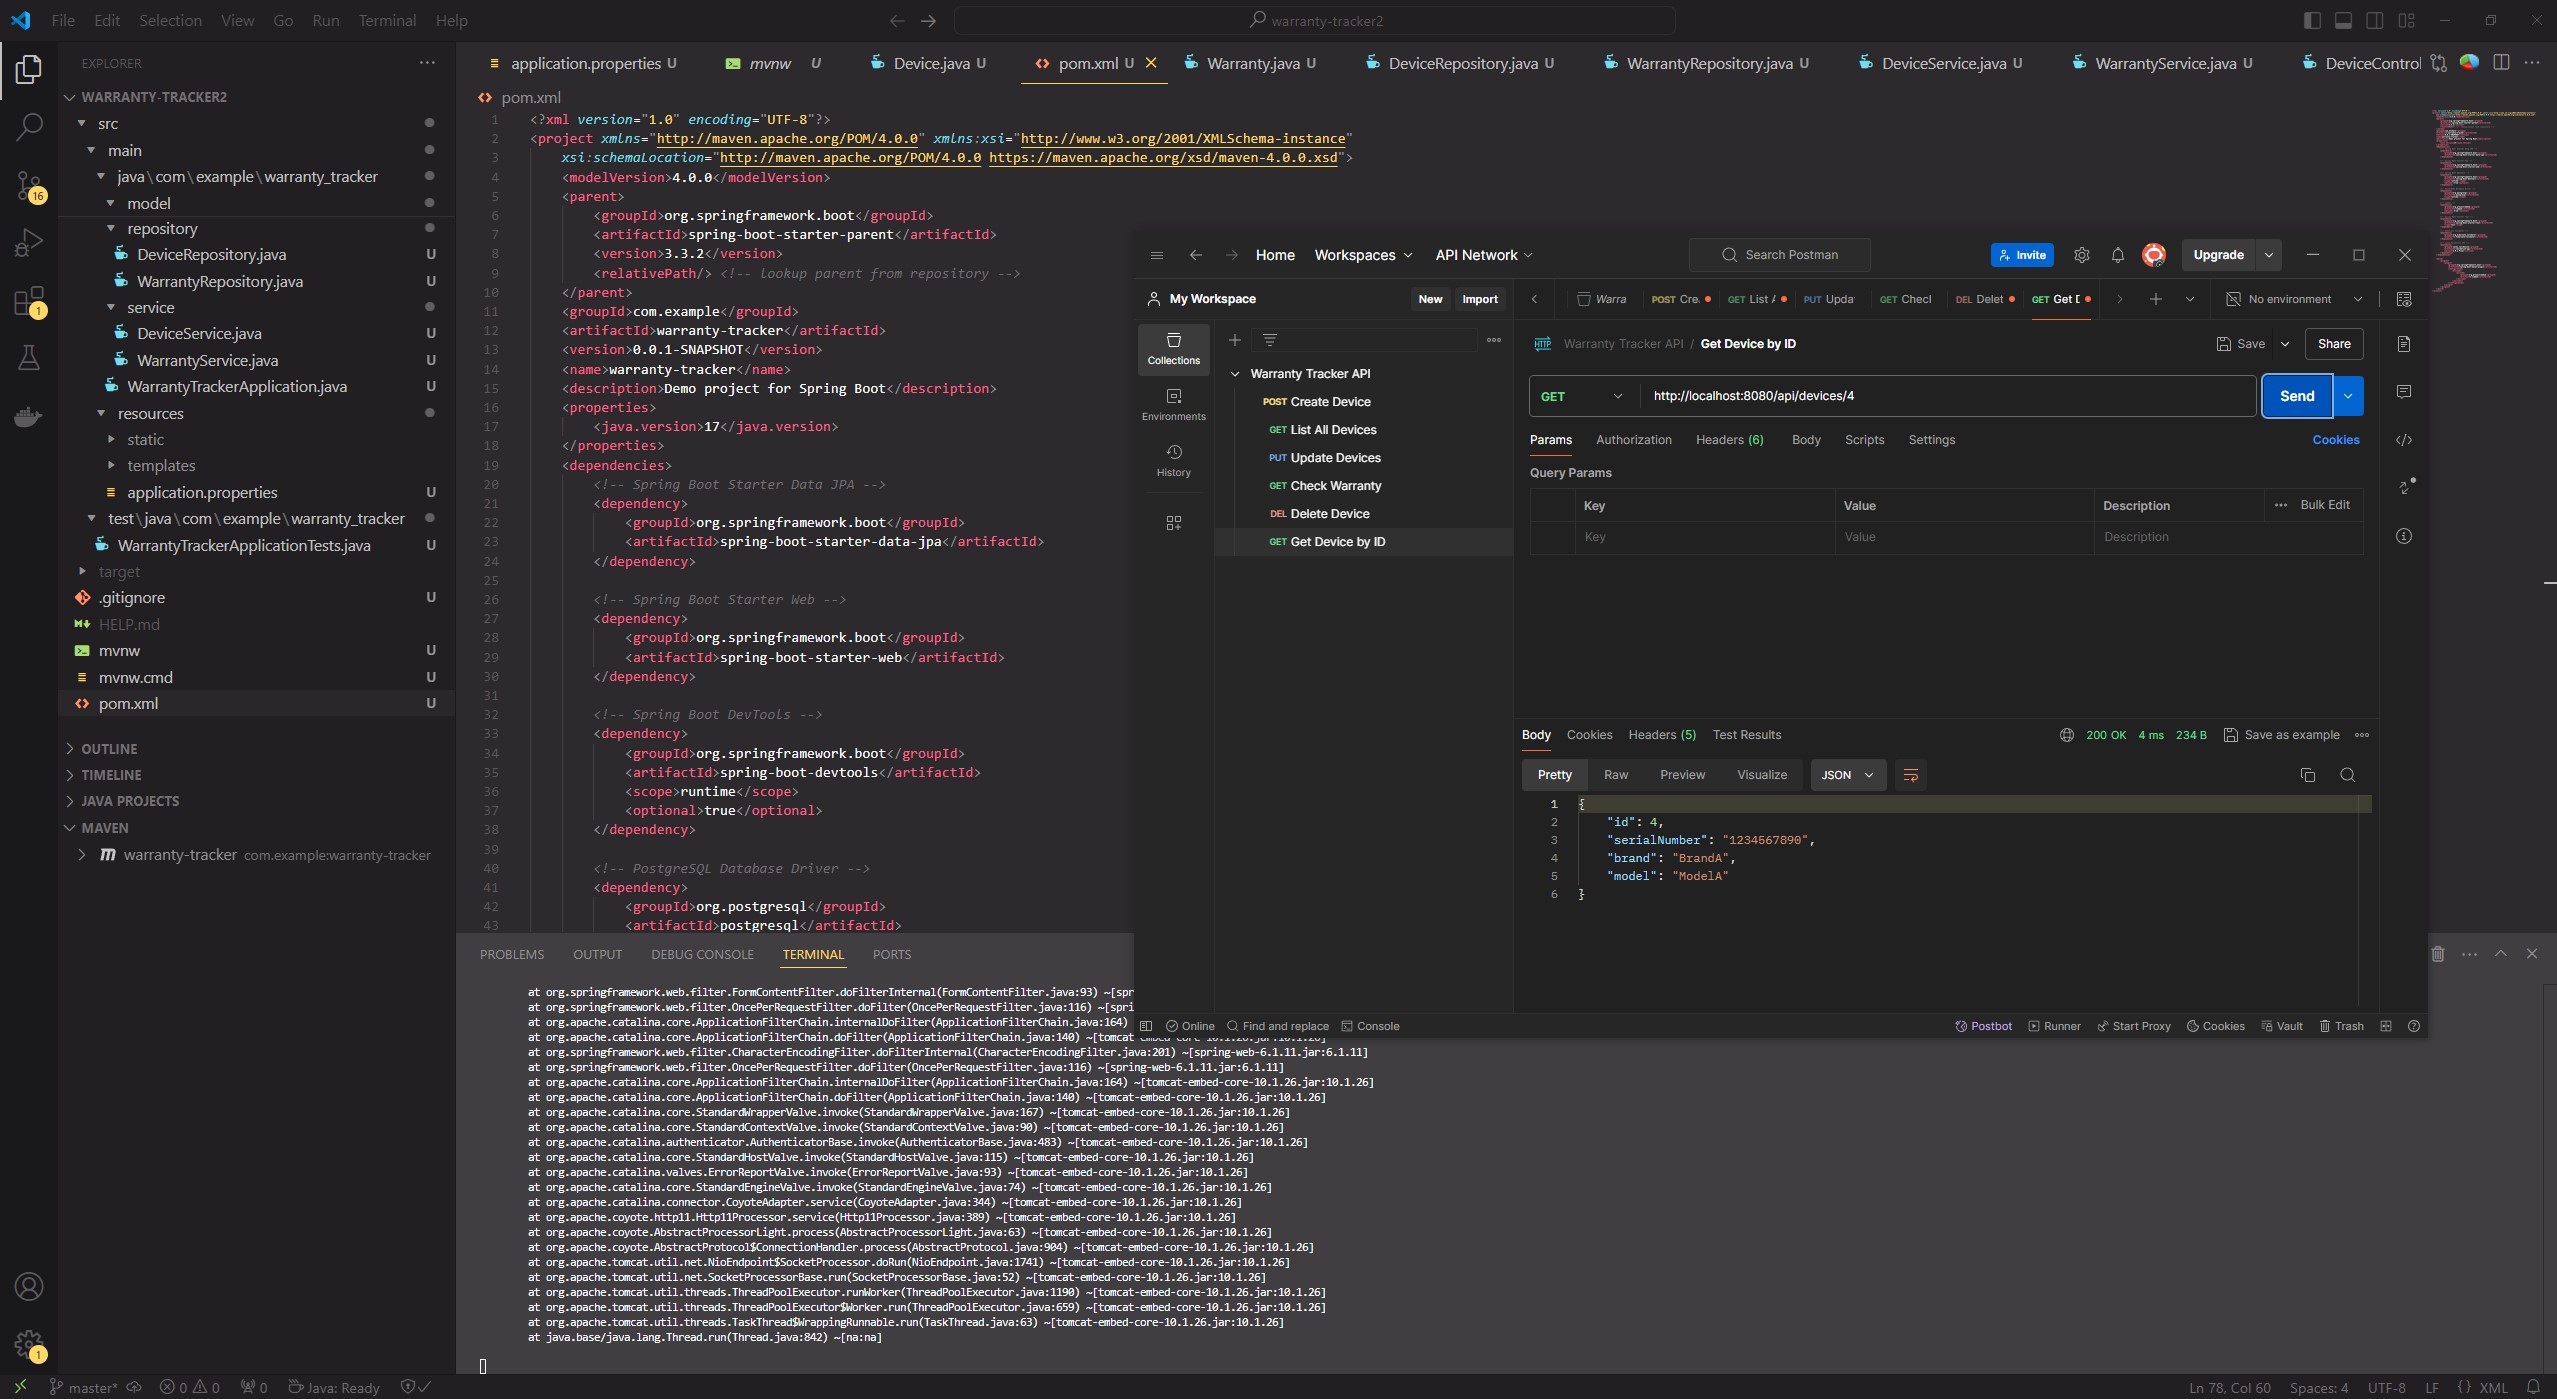 File Edit Selection View Go Run Terminal Help
warranty-tracker2
EXPLORER
WARRANTY-TRACKER2
src
main
java\com\example\warranty_tracker
model
repository
DeviceRepository.java U
WarrantyRepository.java U
service
DeviceService.java U
WarrantyService.java U
WarrantyTrackerApplication.java U
resources
static
templates
application.properties U
test\java\com\example\warranty_tracker
WarrantyTrackerApplicationTests.java U
target
.gitignore U
HELP.md
mvnw U
mvnw.cmd U
pom.xml U
OUTLINE
TIMELINE
JAVA PROJECTS
MAVEN
warranty-tracker com.example:warranty-tracker
16
1
1
application.properties U mvnw U Device.java U pom.xml U Warranty.java U DeviceRepository.java U WarrantyRepository.java U DeviceService.java U WarrantyService.java U DeviceControl
pom.xml
1 <?xml version="1.0" encoding="UTF-8"?>
2 <project xmlns="http://maven.apache.org/POM/4.0.0" xmlns:xsi="http://www.w3.org/2001/XMLSchema-instance"
3 xsi:schemaLocation="http://maven.apache.org/POM/4.0.0 https://maven.apache.org/xsd/maven-4.0.0.xsd">
4 <modelVersion>4.0.0</modelVersion>
5 <parent>
6 <groupId>org.springframework.boot</groupId>
7 <artifactId>spring-boot-starter-parent</artifactId>
8 <version>3.3.2</version>
9 <relativePath/> <!-- lookup parent from repository -->
10 </parent>
11 <groupId>com.example</groupId>
12 <artifactId>warranty-tracker</artifactId>
13 <version>0.0.1-SNAPSHOT</version>
14 <name>warranty-tracker</name>
15 <description>Demo project for Spring Boot</description>
16 <properties>
17 <java.version>17</java.version>
18 </properties>
19 <dependencies>
20 <!-- Spring Boot Starter Data JPA -->
21 <dependency>
22 <groupId>org.springframework.boot</groupId>
23 <artifactId>spring-boot-starter-data-jpa</artifactId>
24 </dependency>
25
26 <!-- Spring Boot Starter Web -->
27 <dependency>
28 <groupId>org.springframework.boot</groupId>
29 <artifactId>spring-boot-starter-web</artifactId>
30 </dependency>
31
32 <!-- Spring Boot DevTools -->
33 <dependency>
34 <groupId>org.springframework.boot</groupId>
35 <artifactId>spring-boot-devtools</artifactId>
36 <scope>runtime</scope>
37 <optional>true</optional>
38 </dependency>
39
40 <!-- PostgreSQL Database Driver -->
41 <dependency>
42 <groupId>org.postgresql</groupId>
43 <artifactId>postgresql</artifactId>
Home Workspaces API Network Search Postman Invite Upgrade
My Workspace New Import
Warra POST Cre. GET List A PUT Upda GET Checl DEL Delet GET Get D No environment
Collections
Environments
History
Warranty Tracker API
POST Create Device
GET List All Devices
PUT Update Devices
GET Check Warranty
DEL Delete Device
GET Get Device by ID
HTTP Warranty Tracker API / Get Device by ID Save Share
GET http://localhost:8080/api/devices/4 Send
Params Authorization Headers (6) Body Scripts Settings Cookies
Query Params
Key Value Description Bulk Edit
Key Value Description
Body Cookies Headers (5) Test Results 200 OK 4 ms 234 B Save as example
Pretty Raw Preview Visualize JSON
1 {
2 "id": 4,
3 "serialNumber": "1234567890",
4 "brand": "BrandA",
5 "model": "ModelA"
6 }
Online Find and replace Console Postbot Runner Start Proxy Cookies Vault Trash
PROBLEMS OUTPUT DEBUG CONSOLE TERMINAL PORTS
at org.springframework.web.filter.FormContentFilter.doFilterInternal(FormContentFilter.java:93) ~[spr
at org.springframework.web.filter.OncePerRequestFilter.doFilter(OncePerRequestFilter.java:116) ~[spri
at org.apache.catalina.core.ApplicationFilterChain.internalDoFilter(ApplicationFilterChain.java:164)
at org.apache.catalina.core.ApplicationFilterChain.doFilter(ApplicationFilterChain.java:140) ~[tomcat-embed-core-10.1.26.jar:10.1.26]
at org.springframework.web.filter.CharacterEncodingFilter.doFilterInternal(CharacterEncodingFilter.java:201) ~[spring-web-6.1.11.jar:6.1.11]
at org.springframework.web.filter.OncePerRequestFilter.doFilter(OncePerRequestFilter.java:116) ~[spring-web-6.1.11.jar:6.1.11]
at org.apache.catalina.core.ApplicationFilterChain.internalDoFilter(ApplicationFilterChain.java:164) ~[tomcat-embed-core-10.1.26.jar:10.1.26]
at org.apache.catalina.core.ApplicationFilterChain.doFilter(ApplicationFilterChain.java:140) ~[tomcat-embed-core-10.1.26.jar:10.1.26]
at org.apache.catalina.core.StandardWrapperValve.invoke(StandardWrapperValve.java:167) ~[tomcat-embed-core-10.1.26.jar:10.1.26]
at org.apache.catalina.core.StandardContextValve.invoke(StandardContextValve.java:90) ~[tomcat-embed-core-10.1.26.jar:10.1.26]
at org.apache.catalina.authenticator.AuthenticatorBase.invoke(AuthenticatorBase.java:483) ~[tomcat-embed-core-10.1.26.jar:10.1.26]
at org.apache.catalina.core.StandardHostValve.invoke(StandardHostValve.java:115) ~[tomcat-embed-core-10.1.26.jar:10.1.26]
at org.apache.catalina.valves.ErrorReportValve.invoke(ErrorReportValve.java:93) ~[tomcat-embed-core-10.1.26.jar:10.1.26]
at org.apache.catalina.core.StandardEngineValve.invoke(StandardEngineValve.java:74) ~[tomcat-embed-core-10.1.26.jar:10.1.26]
at org.apache.catalina.connector.CoyoteAdapter.service(CoyoteAdapter.java:344) ~[tomcat-embed-core-10.1.26.jar:10.1.26]
at org.apache.coyote.http11.Http11Processor.service(Http11Processor.java:389) ~[tomcat-embed-core-10.1.26.jar:10.1.26]
at org.apache.coyote.AbstractProcessorLight.process(AbstractProcessorLight.java:63) ~[tomcat-embed-core-10.1.26.jar:10.1.26]
at org.apache.coyote.AbstractProtocol$ConnectionHandler.process(AbstractProtocol.java:904) ~[tomcat-embed-core-10.1.26.jar:10.1.26]
at org.apache.tomcat.util.net.NioEndpoint$SocketProcessor.doRun(NioEndpoint.java:1741) ~[tomcat-embed-core-10.1.26.jar:10.1.26]
at org.apache.tomcat.util.net.SocketProcessorBase.run(SocketProcessorBase.java:52) ~[tomcat-embed-core-10.1.26.jar:10.1.26]
at org.apache.tomcat.util.threads.ThreadPoolExecutor.runWorker(ThreadPoolExecutor.java:1190) ~[tomcat-embed-core-10.1.26.jar:10.1.26]
at org.apache.tomcat.util.threads.ThreadPoolExecutor$Worker.run(ThreadPoolExecutor.java:659) ~[tomcat-embed-core-10.1.26.jar:10.1.26]
at org.apache.tomcat.util.threads.TaskThread$WrappingRunnable.run(TaskThread.java:63) ~[tomcat-embed-core-10.1.26.jar:10.1.26]
at java.base/java.lang.Thread.run(Thread.java:842) ~[na:na]
master* 0 0 0 Java: Ready Ln 78, Col 60 Spaces: 4 UTF-8 LF {} XML